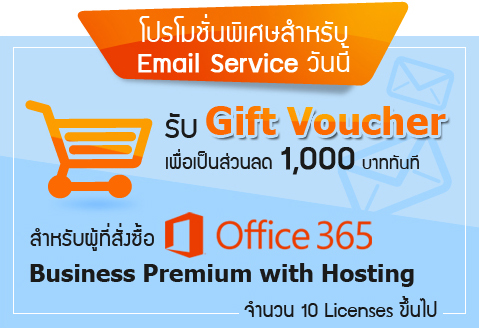 โปรโมชั่นพิเศษสำหรับ
Email Service วันนี้
รับ Gift Voucher
เพื่อเป็นส่วนลด 1,000 บาททันที
สำหรับผู้ที่สั่งซื้อ Office 365
Business Premium with Hosting
จำนวน 10 Licenses ขึ้นไป